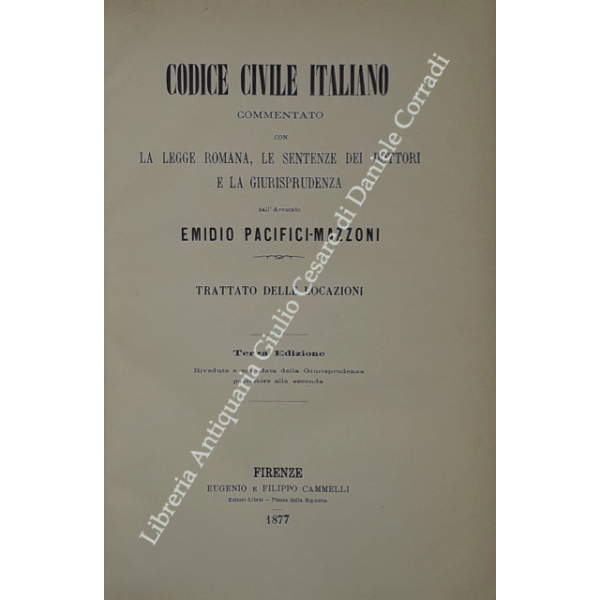 CODICE CIVILE ITALIANO
COMMENTATO
CON
LA LEGGE ROMANA, LE SENTENZE DEI DOTTORI
E LA GIURISPRUDENZA
dall'Avvocato
EMIDIO PACIFICI-MAZZONI
TRATTATO DELLE LOCAZIONI
Terza Edizione
Riveduta e corredata della Giurisprudenza
posteriore alla seconda
FIRENZE
EUGENIO E FILIPPO CAMMELLI
Editori-Librai — Piazza della Signoria
1877
Libreria Antiquaria Giulio Cesare di Daniele Corradi